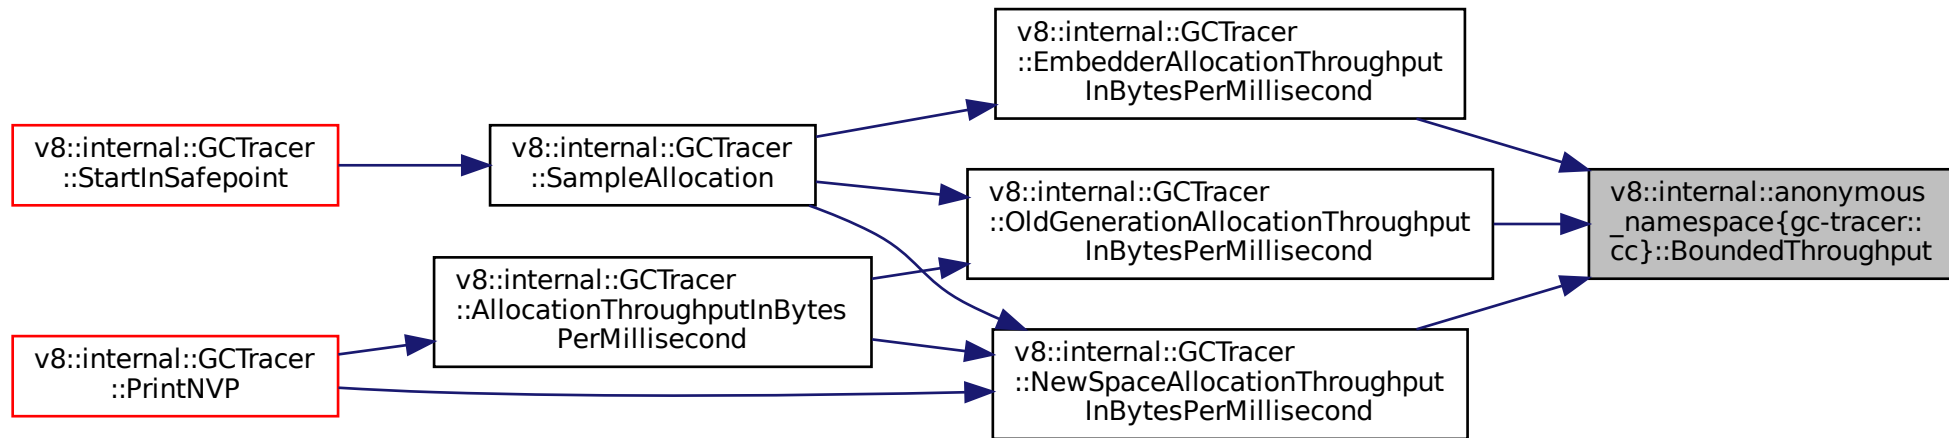 v8::internal::GCTracer
::StartInSafepoint
v8::internal::GCTracer
::SampleAllocation
v8::internal::GCTracer
::EmbedderAllocationThroughput
InBytesPerMillisecond
v8::internal::GCTracer
::OldGenerationAllocationThroughput
InBytesPerMillisecond
v8::internal::anonymous
_namespace{gc-tracer::
cc}::BoundedThroughput
v8::internal::GCTracer
::AllocationThroughputInBytes
PerMillisecond
v8::internal::GCTracer
::PrintNVP
v8::internal::GCTracer
::NewSpaceAllocationThroughput
InBytesPerMillisecond